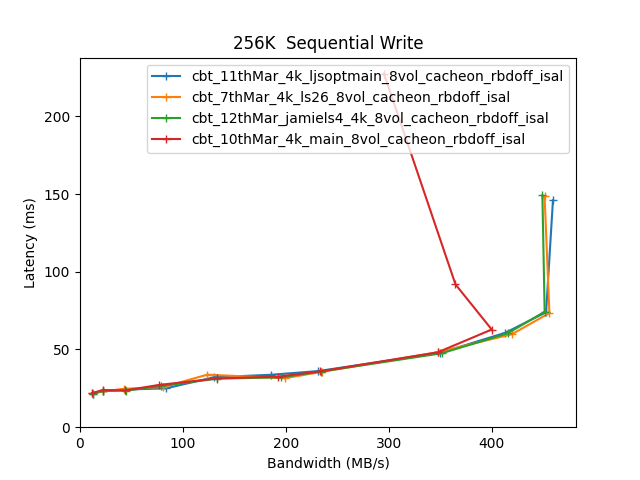 256K  Sequential Write
cbt_11thMar_4k_ljsoptmain_8vol_cacheon_rbdoff_isal
cbt_7thMar_4k_ls26_8vol_cacheon_rbdoff_isal
cbt_12thMar_jamiels4_4k_8vol_cacheon_rbdoff_isal
cbt_10thMar_4k_main_8vol_cacheon_rbdoff_isal
Latency (ms)
200
150
100
50
0
0 100 200 300 400
Bandwidth (MB/s)